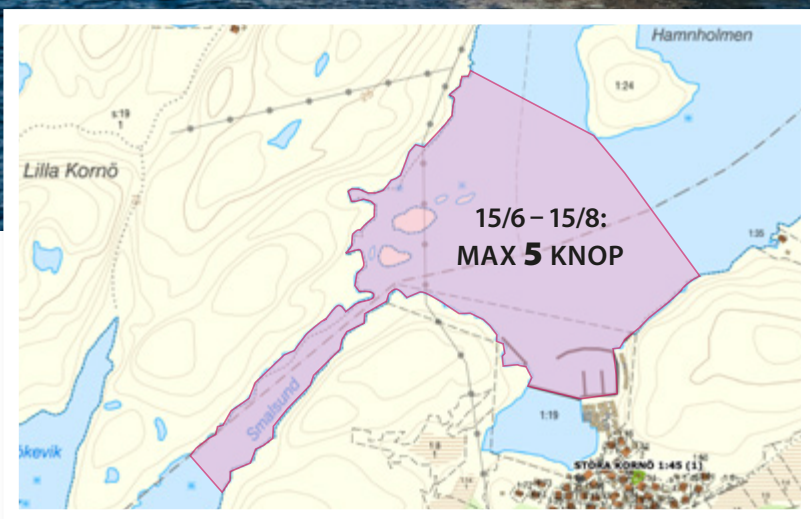 Hamnholmen
1:24
s:19
1
Lilla Kornö
15/6 – 15/8:
MAX 5 KNOP
1:35
Smalsund
1:19
STORA KORNÖ 1:45 (1)